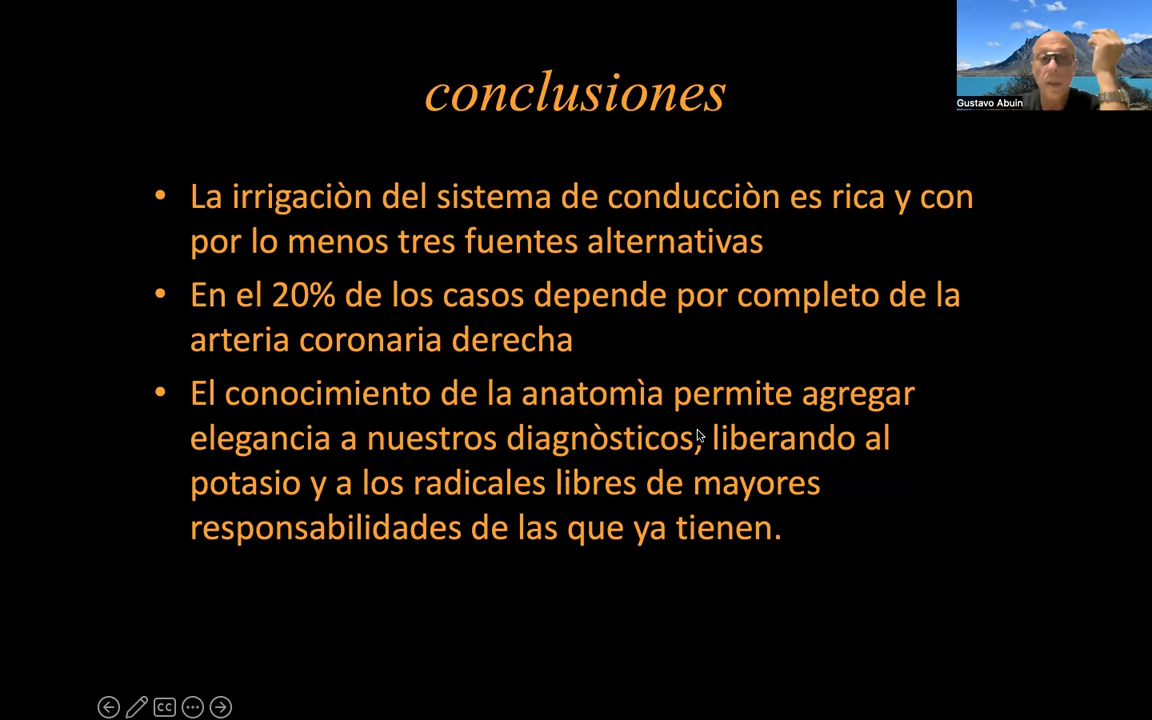 Gustavo Abuin
conclusiones
• La irrigaciòn del sistema de conducciòn es rica y con
por lo menos tres fuentes alternativas
• En el 20% de los casos depende por completo de la
arteria coronaria derecha
• El conocimiento de la anatomìa permite agregar
elegancia a nuestros diagnòsticos, liberando al
potasio y a los radicales libres de mayores
responsabilidades de las que ya tienen.
CC